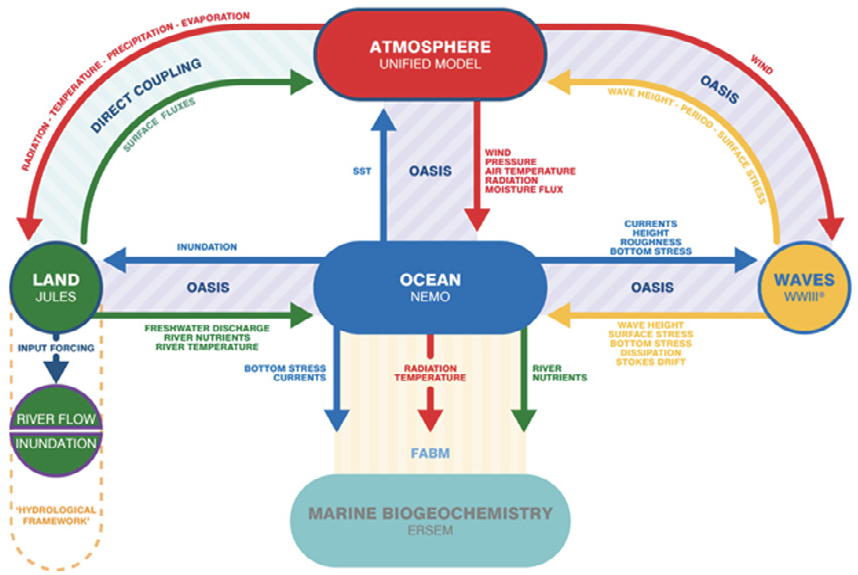 ATMOSPHERE
UNIFIED MODEL
RADIATION - TEMPERATURE - PRECIPITATION - EVAPORATION
DIRECT COUPLING
SURFACE FLUXES
WIND
OASIS
WAVE HEIGHT - PERIOD - SURFACE STRESS
SST
OASIS
WIND
PRESSURE
AIR TEMPERATURE
RADIATION
MOISTURE FLUX
INUNDATION
CURRENTS
HEIGHT
ROUGHNESS
BOTTOM STRESS
LAND
JULES
OASIS
OCEAN
NEMO
OASIS
WAVES
WWIII®
FRESHWATER DISCHARGE
RIVER NUTRIENTS
RIVER TEMPERATURE
WAVE HEIGHT
SURFACE STRESS
BOTTOM STRESS
DISSIPATION
STOKES DRIFT
INPUT FORCING
BOTTOM STRESS
CURRENTS
RADIATION
TEMPERATURE
RIVER
NUTRIENTS
RIVER FLOW
INUNDATION
FABM
'HYDROLOGICAL
FRAMEWORK'
MARINE BIOGEOCHEMISTRY
ERSEM